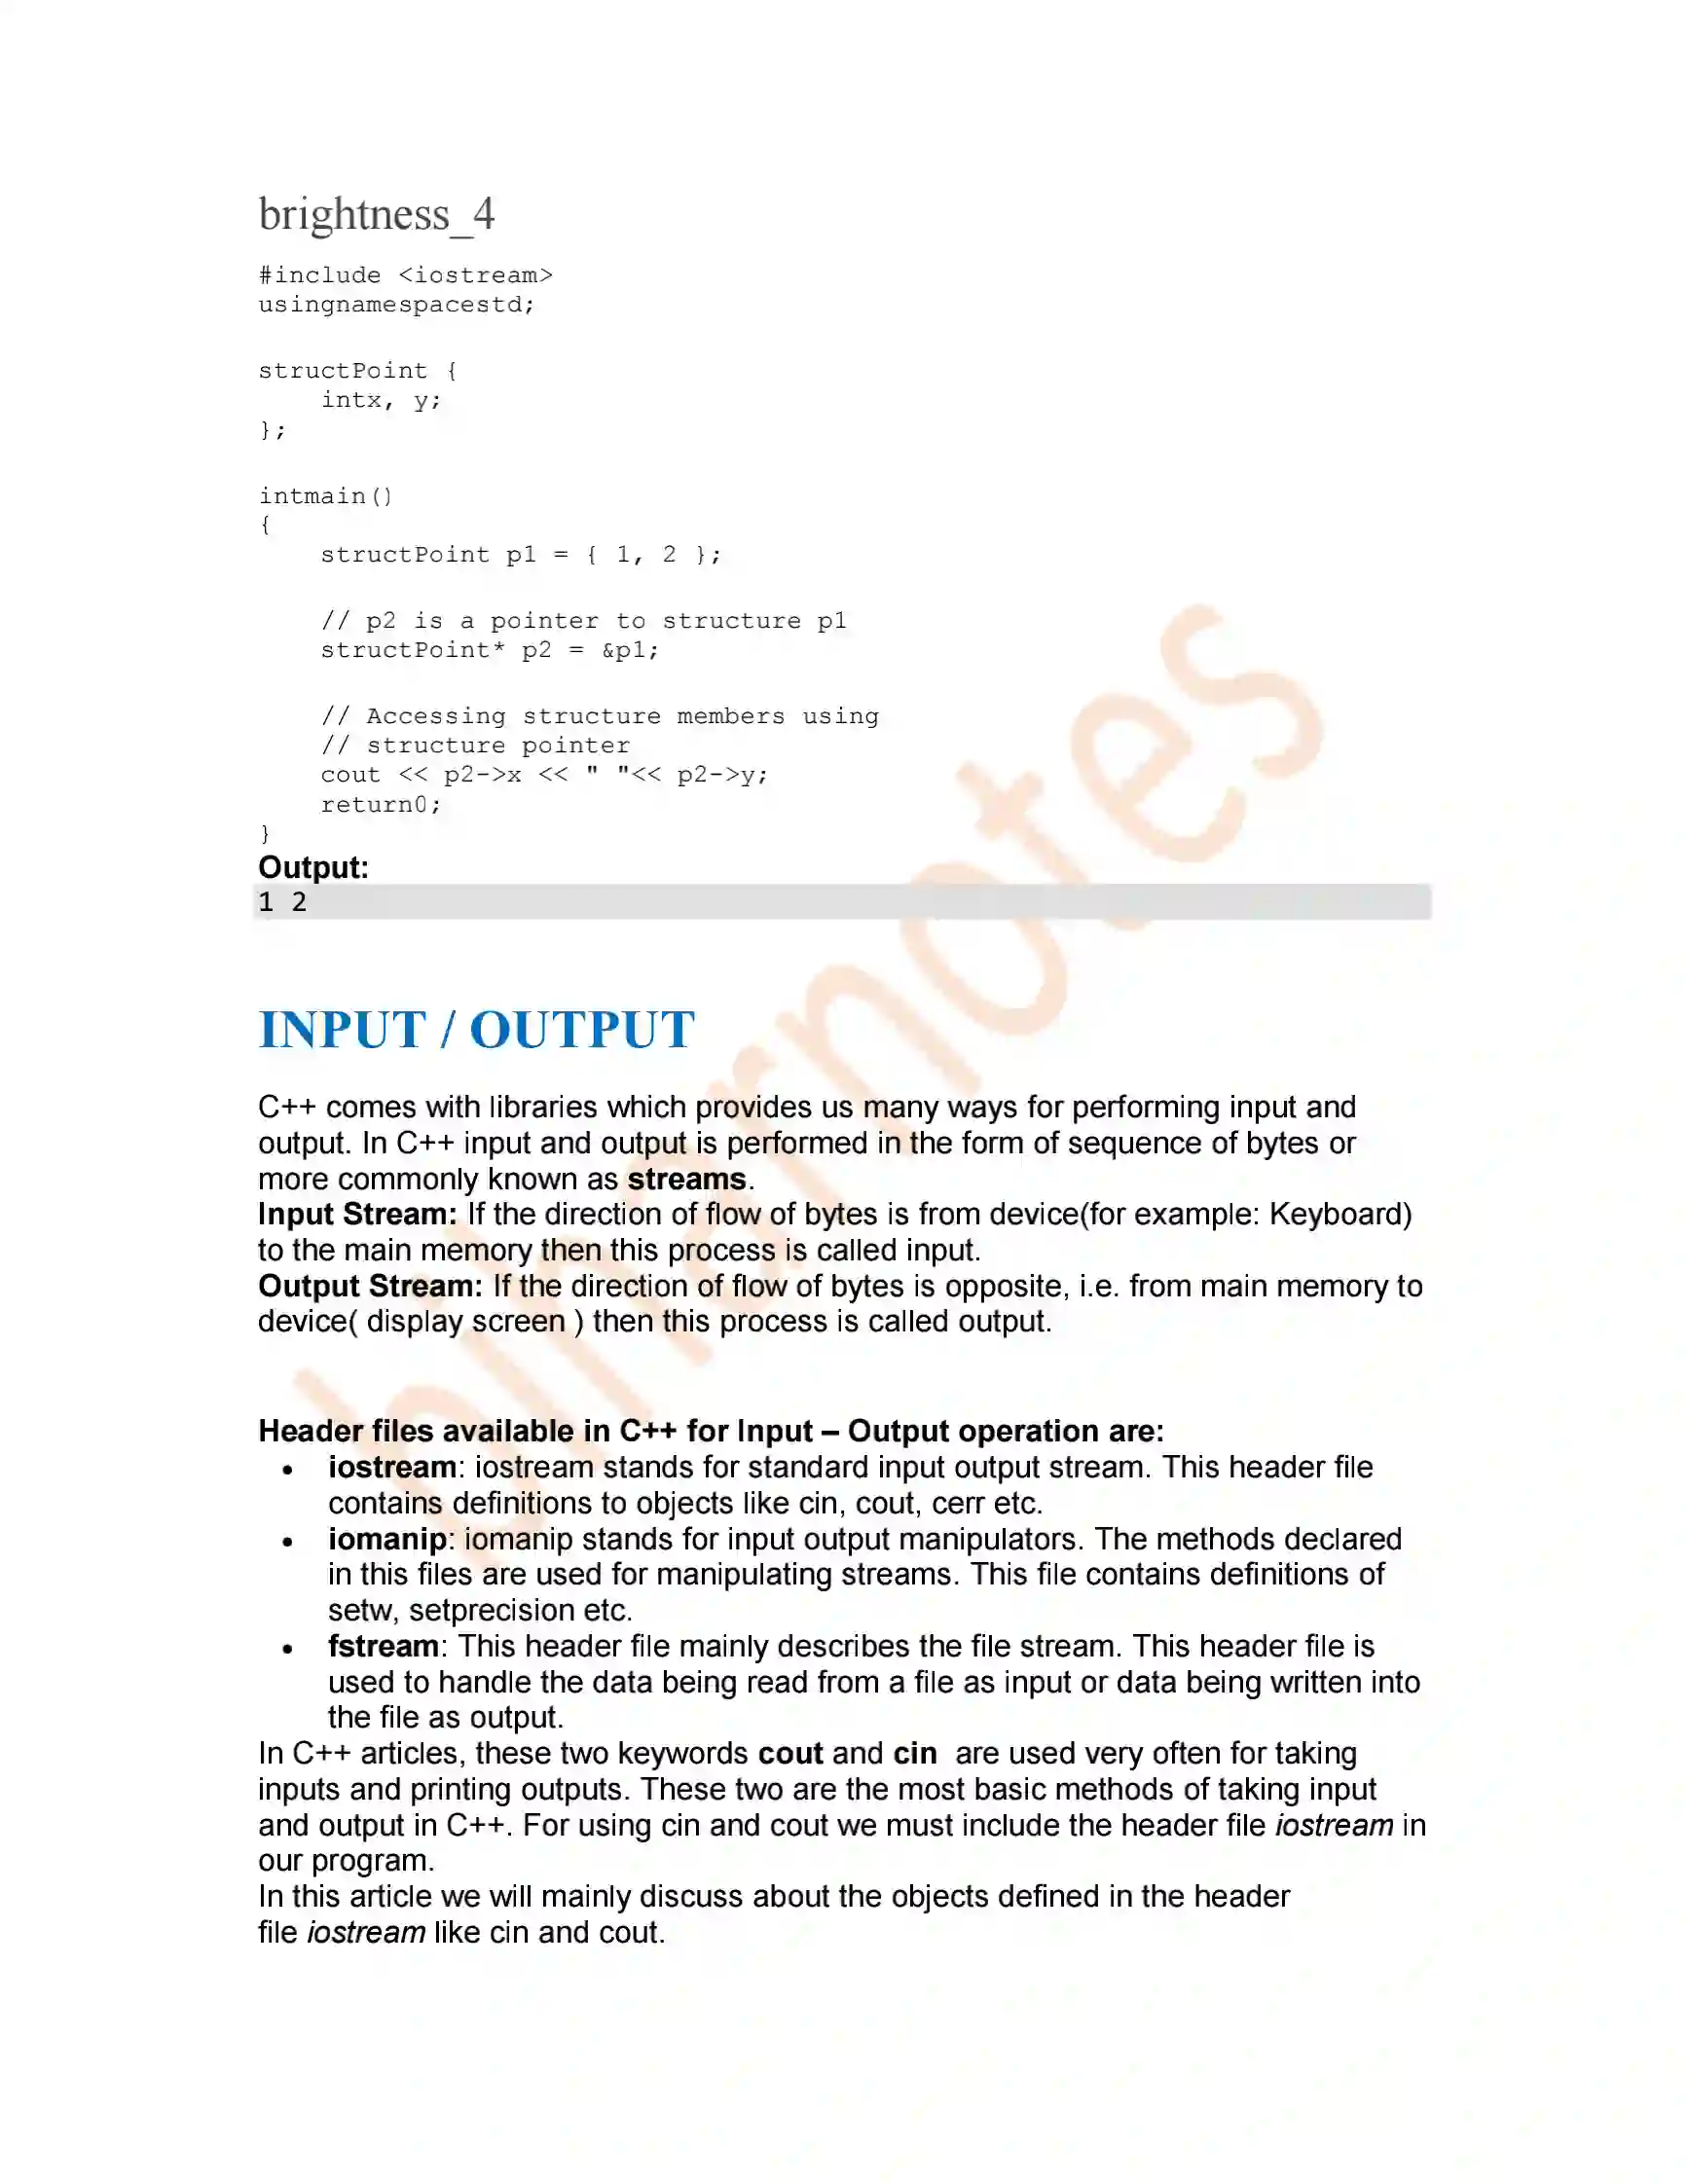 brightness_4
#include <iostream>
usingnamespacestd;
structPoint {
    intx, y;
};
intmain()
{
    structPoint p1 = { 1, 2 };
    // p2 is a pointer to structure p1
    structPoint* p2 = &p1;
    // Accessing structure members using
    // structure pointer
    cout << p2->x << " "<< p2->y;
    return0;
}
Output:
1 2
INPUT / OUTPUT
C++ comes with libraries which provides us many ways for performing input and
output. In C++ input and output is performed in the form of sequence of bytes or
more commonly known as streams.
Input Stream: If the direction of flow of bytes is from device(for example: Keyboard)
to the main memory then this process is called input.
Output Stream: If the direction of flow of bytes is opposite, i.e. from main memory to
device( display screen ) then this process is called output.
Header files available in C++ for Input – Output operation are:
• iostream: iostream stands for standard input output stream. This header file
contains definitions to objects like cin, cout, cerr etc.
• iomanip: iomanip stands for input output manipulators. The methods declared
in this files are used for manipulating streams. This file contains definitions of
setw, setprecision etc.
• fstream: This header file mainly describes the file stream. This header file is
used to handle the data being read from a file as input or data being written into
the file as output.
In C++ articles, these two keywords cout and cin  are used very often for taking
inputs and printing outputs. These two are the most basic methods of taking input
and output in C++. For using cin and cout we must include the header file iostream in
our program.
In this article we will mainly discuss about the objects defined in the header
file iostream like cin and cout.
biharnotes